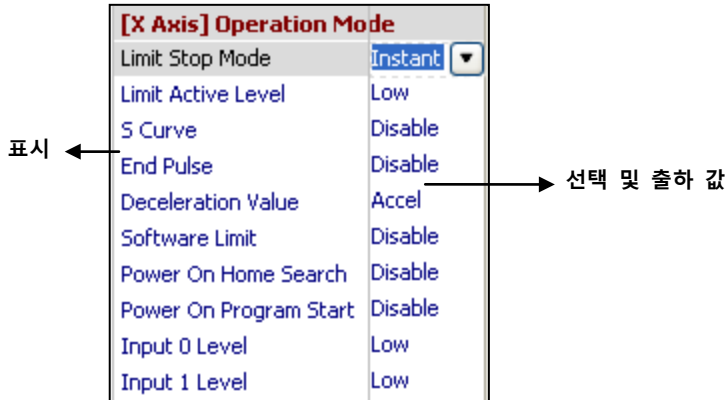 [X Axis] Operation Mode
Limit Stop Mode Instant
Limit Active Level Low
S Curve Disable
표시
End Pulse Disable
선택 및 출하 값
Deceleration Value Accel
Software Limit Disable
Power On Home Search Disable
Power On Program Start Disable
Input 0 Level Low
Input 1 Level Low